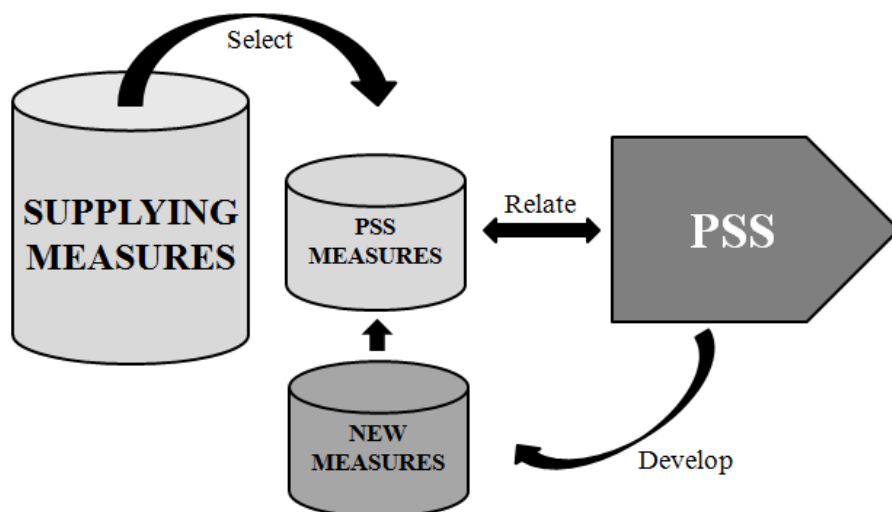 Select
SUPPLYING
MEASURES
PSS
MEASURES
Relate
PSS
NEW
MEASURES
Develop